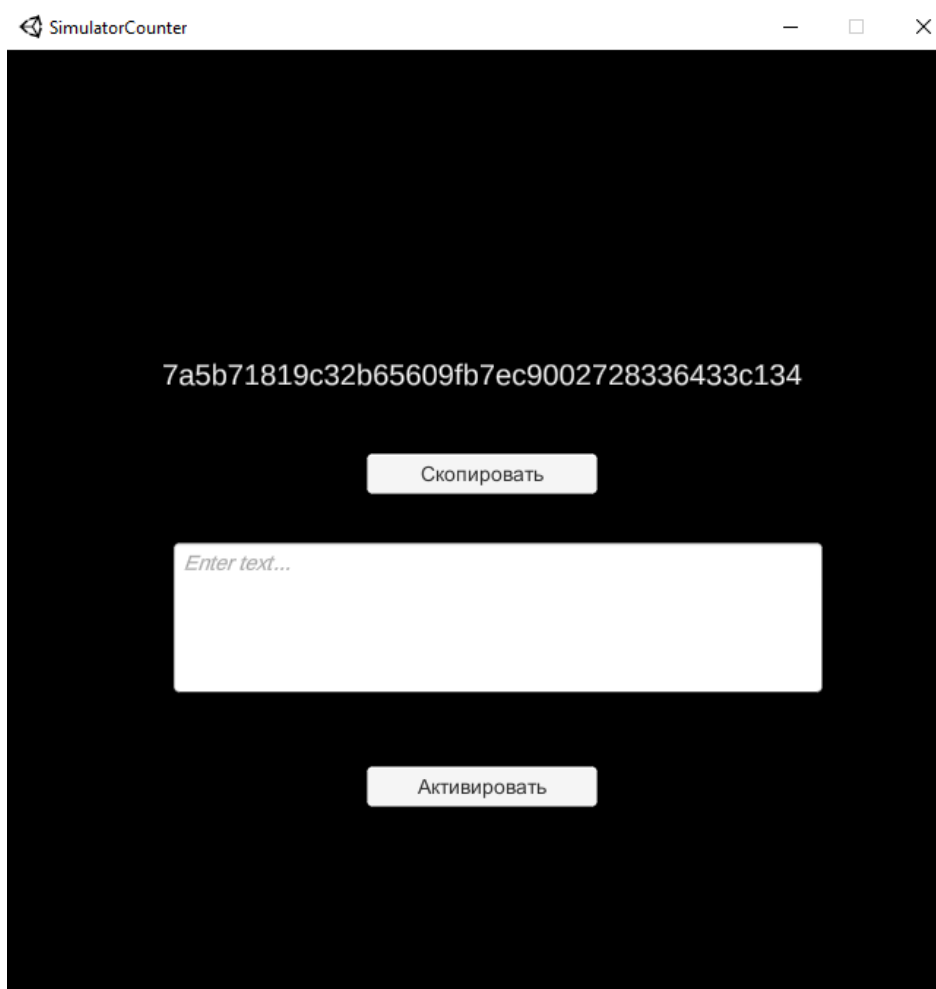 SimulatorCounter
7a5b71819c32b65609fb7ec9002728336433c134
Скопировать
Enter text...
Активировать